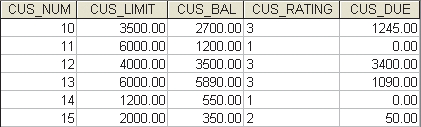 CUS_NUM CUS_LIMIT CUS_BAL CUS_RATING CUS_DUE
10 3500.00 2700.00 3 1245.00
11 6000.00 1200.00 1 0.00
12 4000.00 3500.00 3 3400.00
13 6000.00 5890.00 3 1090.00
14 1200.00 550.00 1 0.00
15 2000.00 350.00 2 50.00